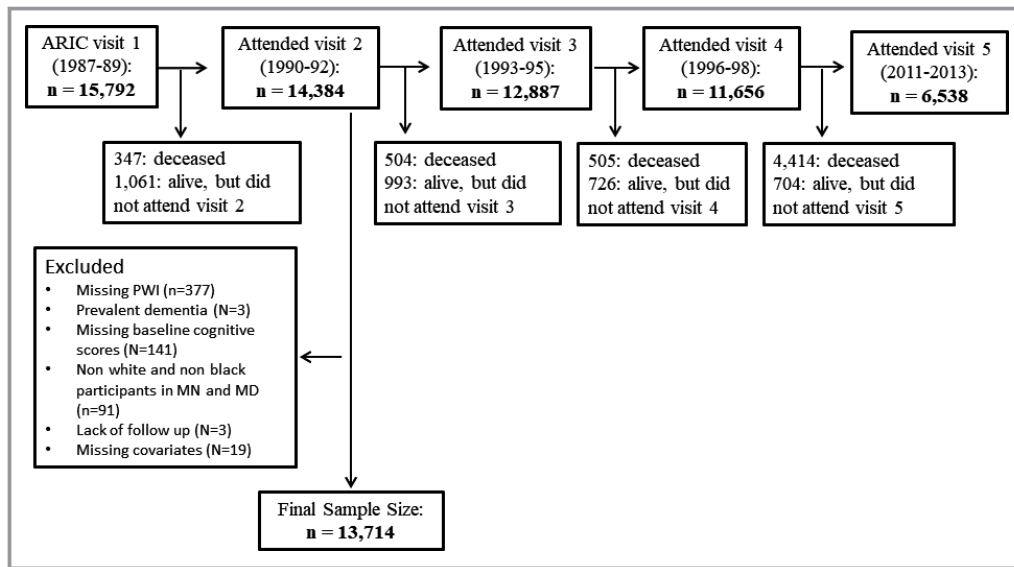 ARIC visit 1
(1987-89):
n = 15,792
Attended visit 2
(1990-92):
n = 14,384
Attended visit 3
(1993-95):
n = 12,887
Attended visit 4
(1996-98):
n = 11,656
Attended visit 5
(2011-2013):
n = 6,538
347: deceased
1,061: alive, but did
not attend visit 2
504: deceased
993: alive, but did
not attend visit 3
505: deceased
726: alive, but did
not attend visit 4
4,414: deceased
704: alive, but did
not attend visit 5
Excluded
• Missing PWI (n=377)
• Prevalent dementia (N=3)
• Missing baseline cognitive
scores (N=141)
• Non white and non black
participants in MN and MD
(n=91)
• Lack of follow up (N=3)
• Missing covariates (N=19)
Final Sample Size:
n = 13,714